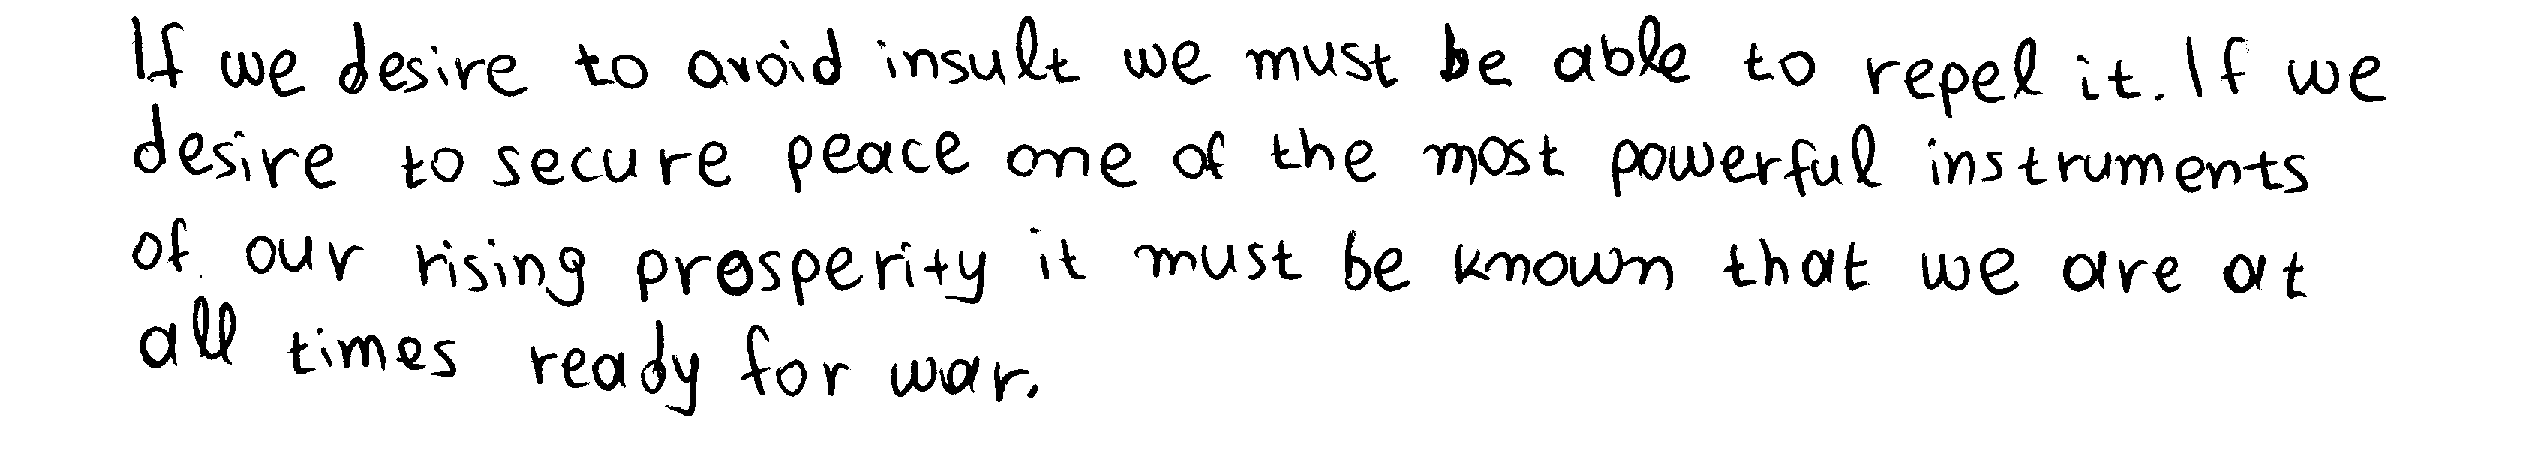 If we desire to avoid insult we must be able to repel it. If we
desire to secure peace one of the most powerful instruments
of our rising prosperity it must be known that we are at
all times ready for war.